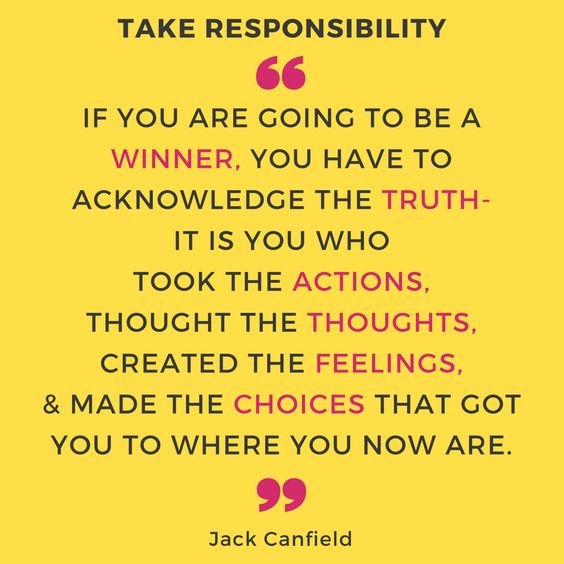 TAKE RESPONSIBILITY
“
IF YOU ARE GOING TO BE A
WINNER, YOU HAVE TO
ACKNOWLEDGE THE TRUTH-
IT IS YOU WHO
TOOK THE ACTIONS,
THOUGHT THE THOUGHTS,
CREATED THE FEELINGS,
& MADE THE CHOICES THAT GOT
YOU TO WHERE YOU NOW ARE.
”
Jack Canfield